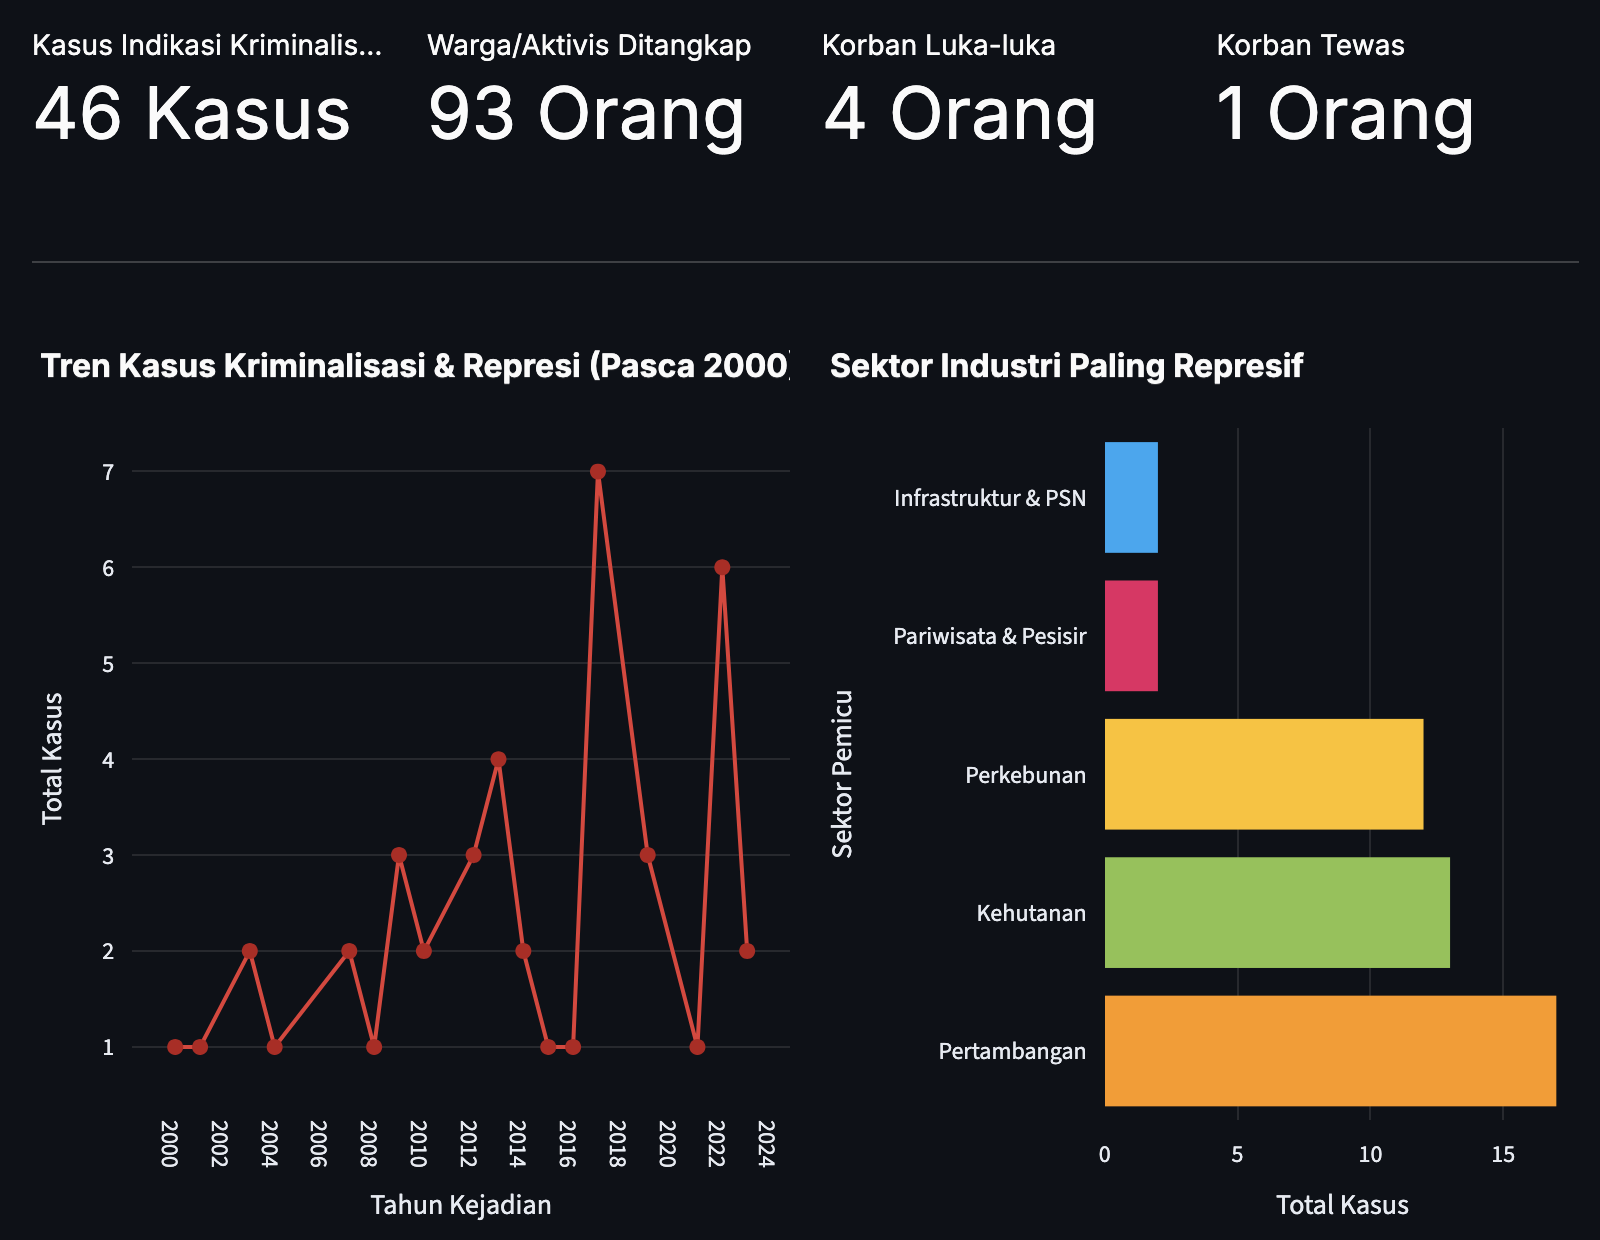 Kasus Indikasi Kriminalis...
46 Kasus
Warga/Aktivis Ditangkap
93 Orang
Korban Luka-luka
4 Orang
Korban Tewas
1 Orang
Tren Kasus Kriminalisasi & Represi (Pasca 2000)
Total Kasus
7
6
5
4
3
2
1
2000
2002
2004
2006
2008
2010
2012
2014
2016
2018
2020
2022
2024
Tahun Kejadian
Sektor Industri Paling Represif
Sektor Pemicu
Infrastruktur & PSN
Pariwisata & Pesisir
Perkebunan
Kehutanan
Pertambangan
0
5
10
15
Total Kasus